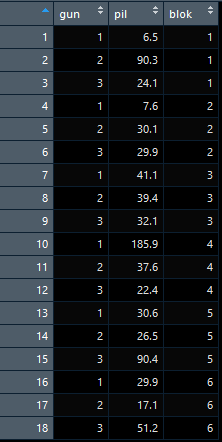 gun pil blok
1 1 6.5 1
2 2 90.3 1
3 3 24.1 1
4 1 7.6 2
5 2 30.1 2
6 3 29.9 2
7 1 41.1 3
8 2 39.4 3
9 3 32.1 3
10 1 185.9 4
11 2 37.6 4
12 3 22.4 4
13 1 30.6 5
14 2 26.5 5
15 3 90.4 5
16 1 29.9 6
17 2 17.1 6
18 3 51.2 6